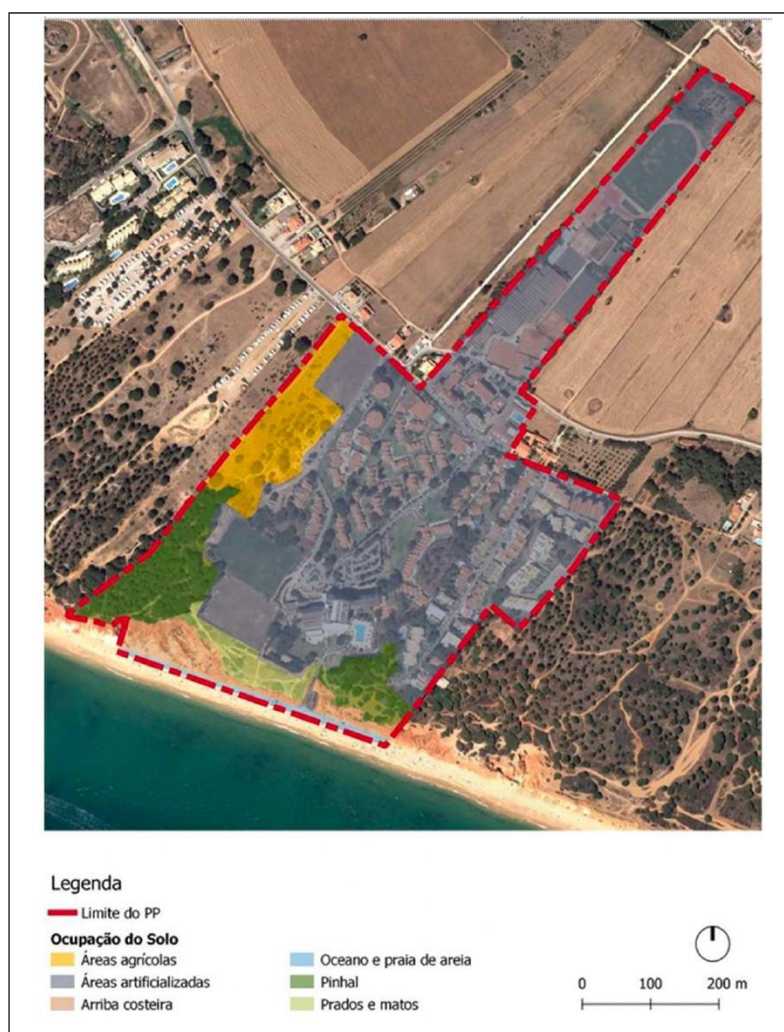 Legenda
Limite do PP
Ocupação do Solo
Áreas agrícolas
Áreas artificializadas
Arriba costeira
Oceano e praia de areia
Pinhal
Prados e matos
0 100 200 m